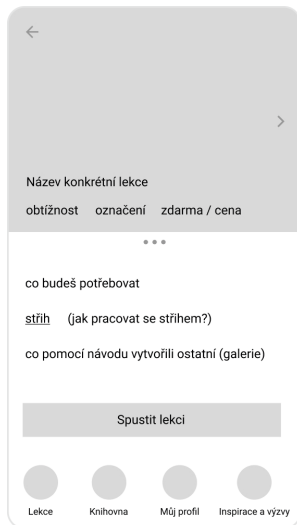 Název konkrétní lekce
obtížnost označení zdarma / cena
co budeš potřebovat
střih (jak pracovat se střihem?)
co pomocí návodu vytvořili ostatní (galerie)
Spustit lekci
Lekce Knihovna Můj profil Inspirace a výzvy